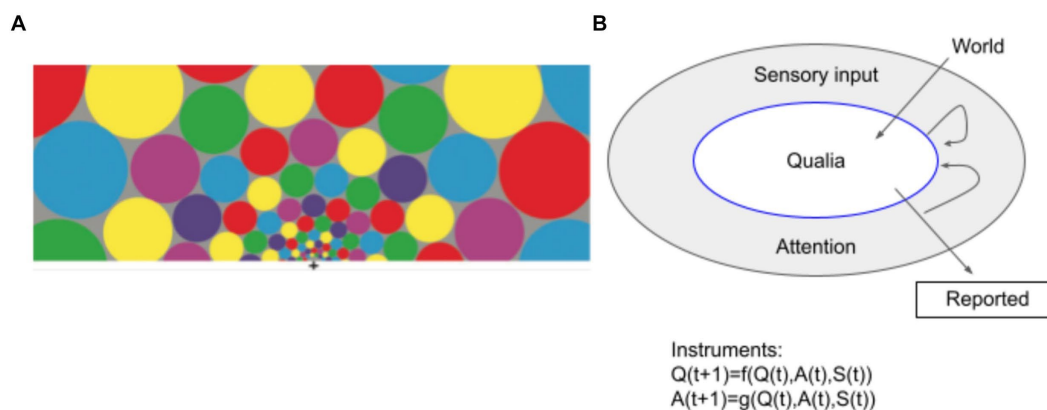 A
B
World
Sensory input
Qualia
Attention
Reported
Instruments:
Q(t+1)=f(Q(t),A(t),S(t))
A(t+1)=g(Q(t),A(t),S(t))